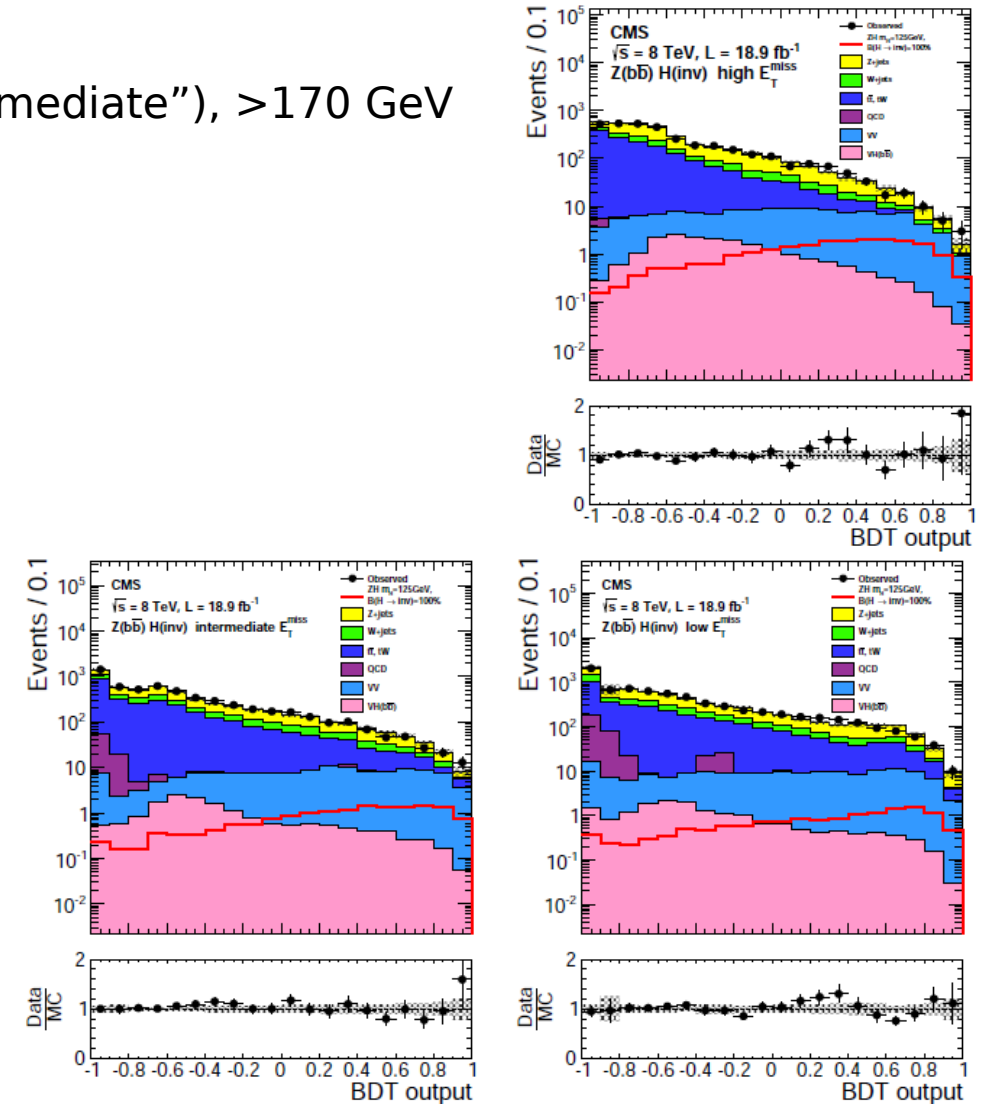 mediate”), >170 GeV
Events / 0.1
10⁵
10⁴
10³
10²
10
1
10⁻¹
10⁻²
CMS
√s = 8 TeV, L = 18.9 fb⁻¹
Z(bb̅) H(inv) high E_T^miss
Observed
ZH m_H=125GeV,
B(H → inv)=100%
Z+jets
W+jets
tt̅, tW
QCD
VV
VH(bb̅)
Data
MC
2
1
0
-1 -0.8 -0.6 -0.4 -0.2 0 0.2 0.4 0.6 0.8 1
BDT output
Events / 0.1
10⁵
10⁴
10³
10²
10
1
10⁻¹
10⁻²
CMS
√s = 8 TeV, L = 18.9 fb⁻¹
Z(bb̅) H(inv) intermediate E_T^miss
Observed
ZH m_H=125GeV,
B(H → inv)=100%
Z+jets
W+jets
tt̅, tW
QCD
VV
VH(bb̅)
Data
MC
2
1
0
-1 -0.8 -0.6 -0.4 -0.2 0 0.2 0.4 0.6 0.8 1
BDT output
Events / 0.1
10⁵
10⁴
10³
10²
10
1
10⁻¹
10⁻²
CMS
√s = 8 TeV, L = 18.9 fb⁻¹
Z(bb̅) H(inv) low E_T^miss
Observed
ZH m_H=125GeV,
B(H → inv)=100%
Z+jets
W+jets
tt̅, tW
QCD
VV
VH(bb̅)
Data
MC
2
1
0
-1 -0.8 -0.6 -0.4 -0.2 0 0.2 0.4 0.6 0.8 1
BDT output